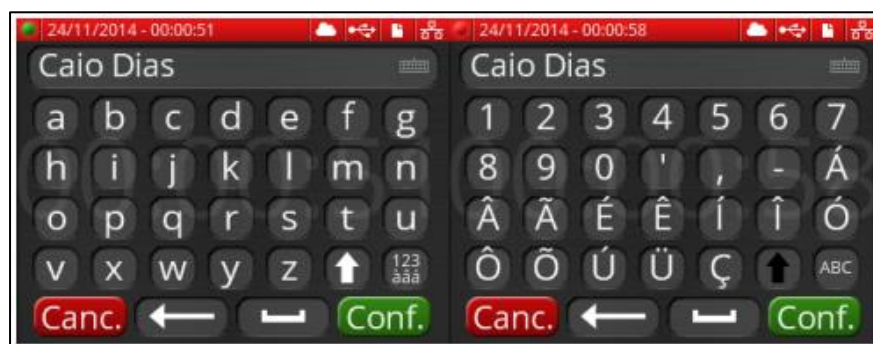 24/11/2014 - 00:00:51
Caio Dias
a b c d e f g
h i j k l m n
o p q r s t u
v x w y z 123 àãá
Canc. Conf.
24/11/2014 - 00:00:58
Caio Dias
1 2 3 4 5 6 7
8 9 0 ' , - Á
Â Ã É Ê Í Î Ó
Ô Õ Ú Ü Ç ABC
Canc. Conf.